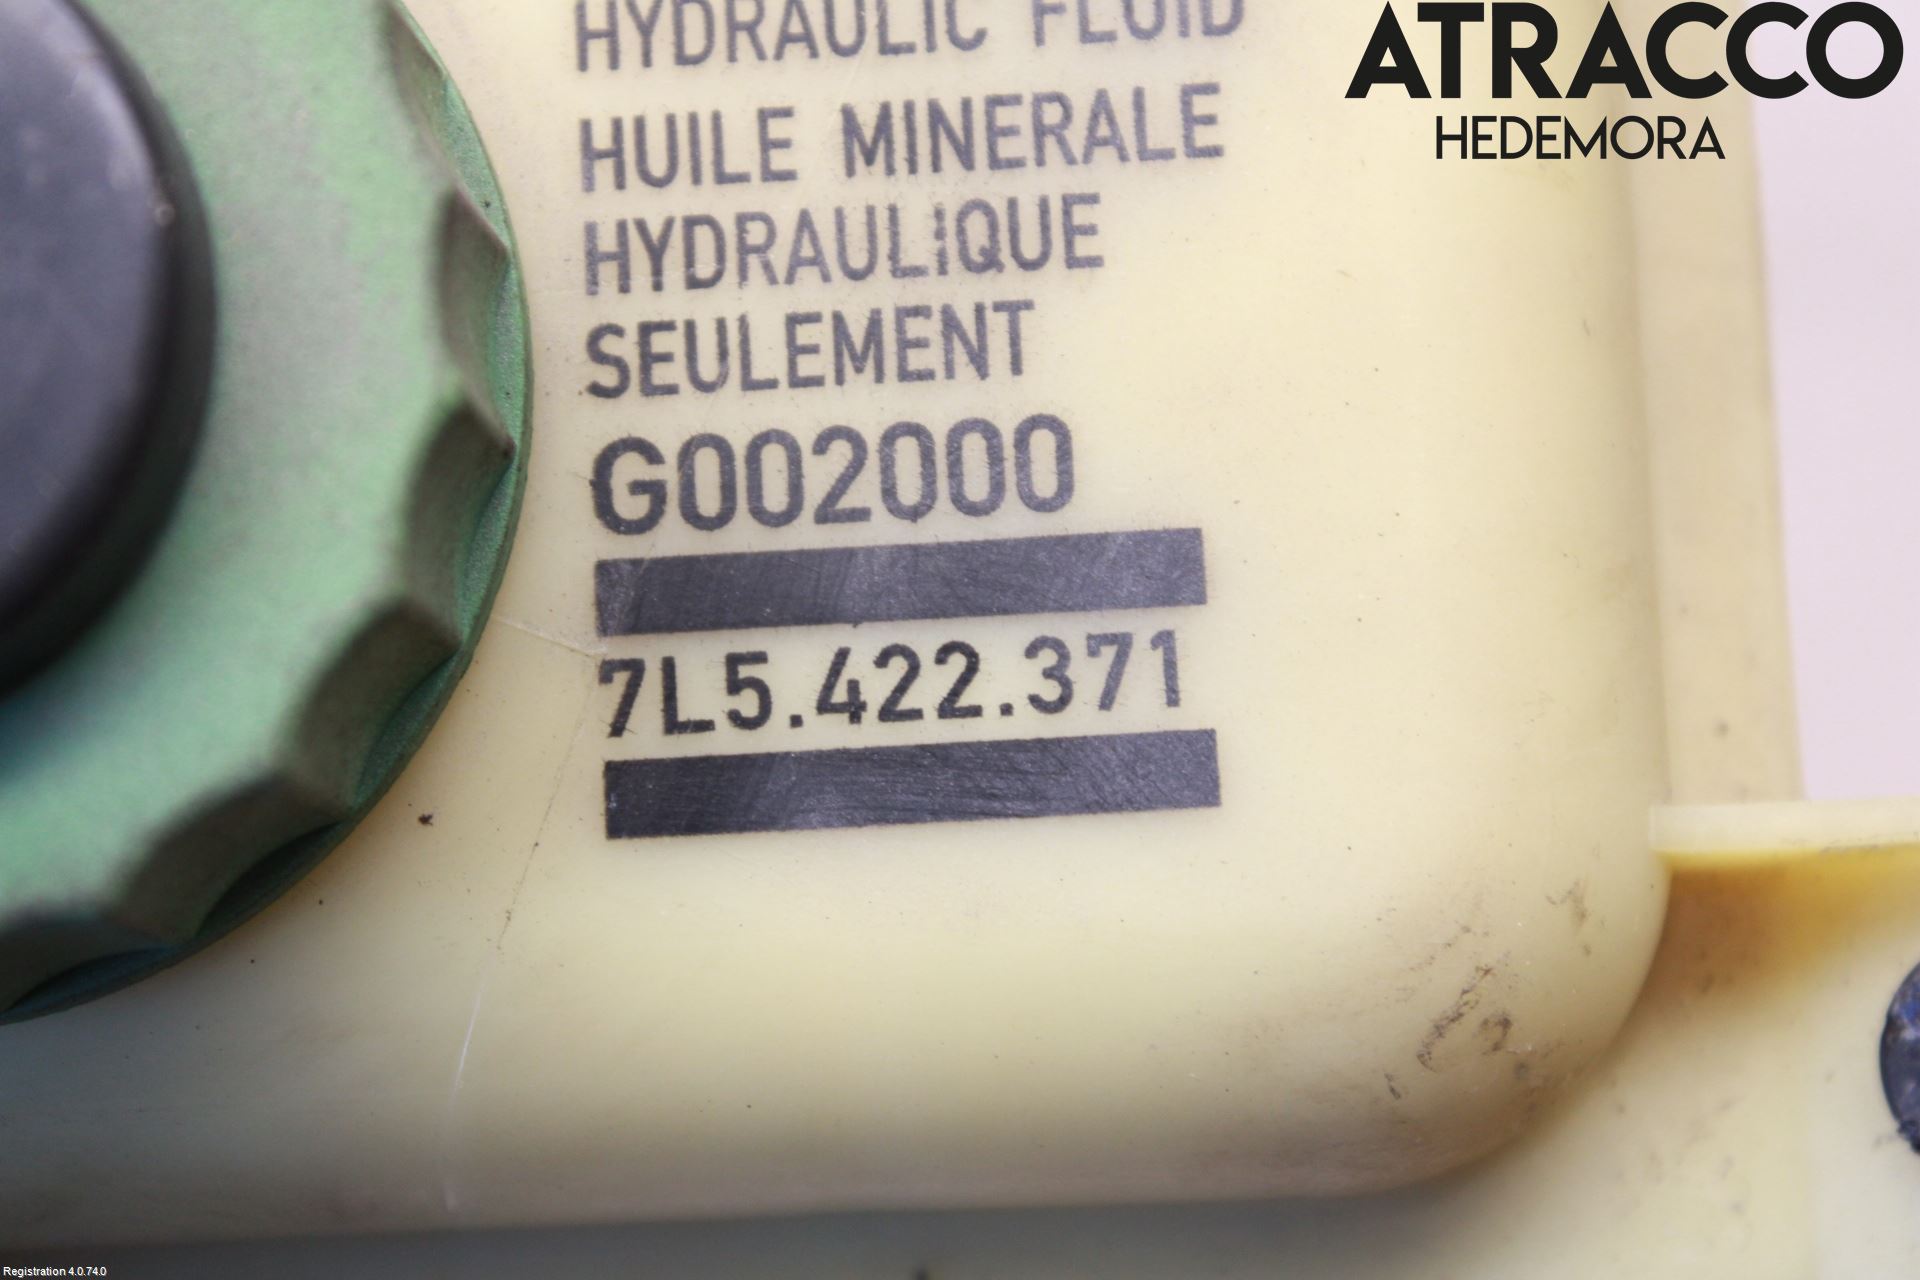 HYDRAULIC FLUID
HUILE MINERALE
HYDRAULIQUE
SEULEMENT
G002000
7L5.422.371
ATRACCO
HEDEMORA
Registration 4.0.74.0